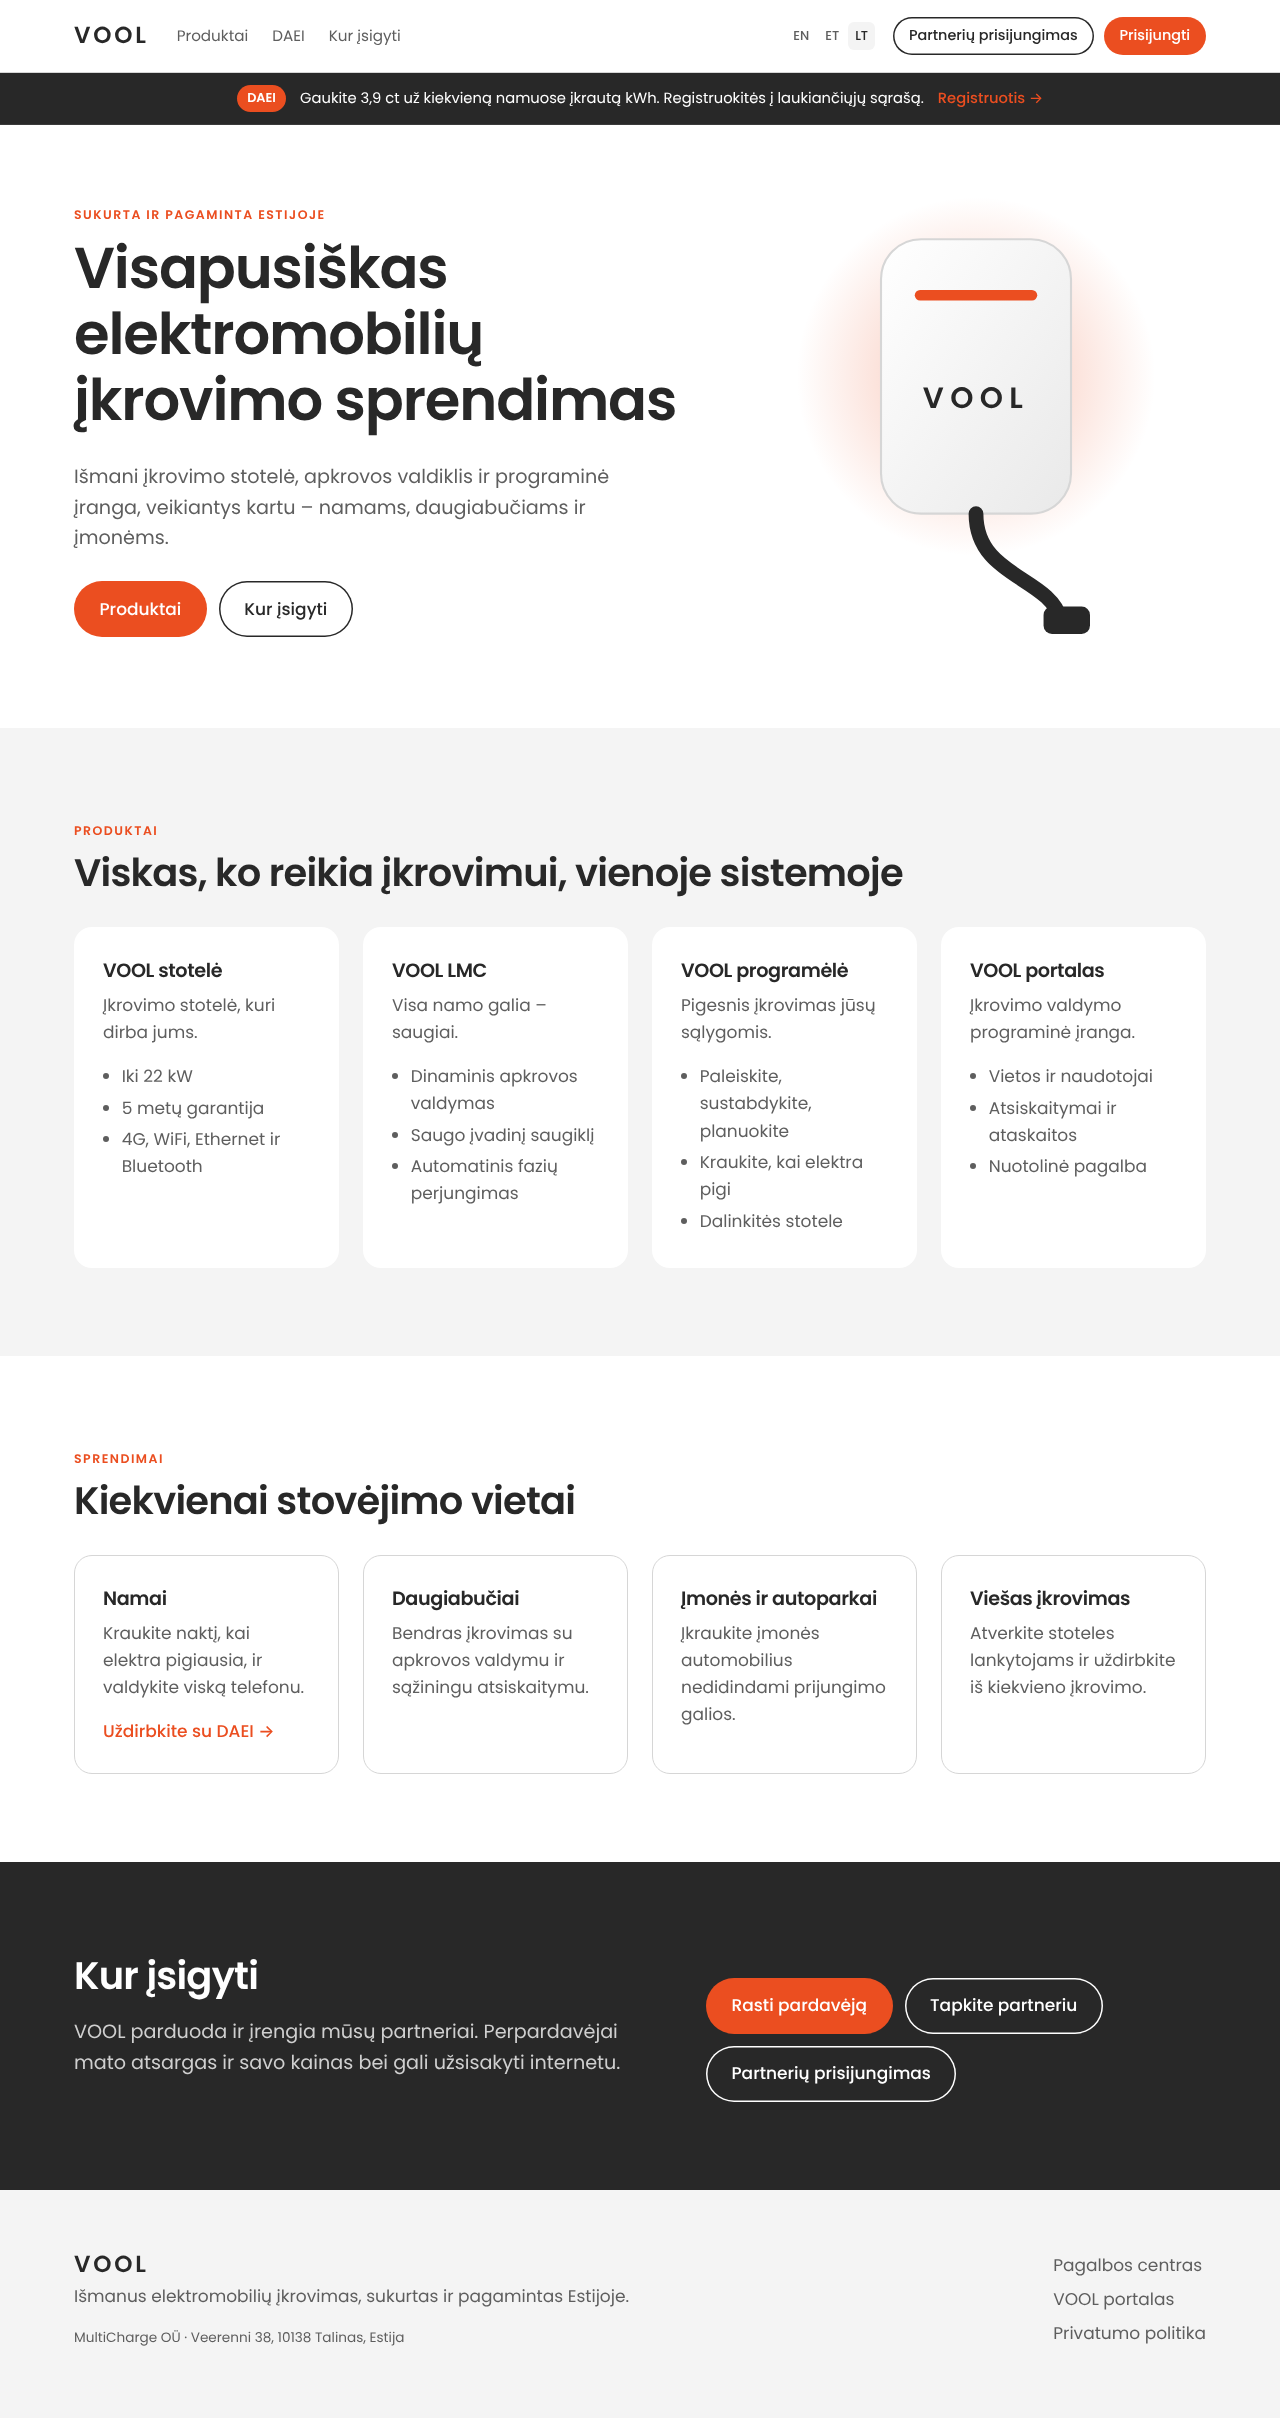 VOOL Produktai DAEI Kur įsigyti EN ET LT Partnerių prisijungimas Prisijungti
DAEI Gaukite 3,9 ct už kiekvieną namuose įkrautą kWh. Registruokitės į laukiančiųjų sąrašą. Registruotis →
SUKURTA IR PAGAMINTA ESTIJOJE
Visapusiškas
elektromobilių
įkrovimo sprendimas
Išmani įkrovimo stotelė, apkrovos valdiklis ir programinė
įranga, veikiantys kartu – namams, daugiabučiams ir
įmonėms.
Produktai Kur įsigyti
VOOL
PRODUKTAI
Viskas, ko reikia įkrovimui, vienoje sistemoje
VOOL stotelė
Įkrovimo stotelė, kuri
dirba jums.
• Iki 22 kW
• 5 metų garantija
• 4G, WiFi, Ethernet ir
Bluetooth
VOOL LMC
Visa namo galia –
saugiai.
• Dinaminis apkrovos
valdymas
• Saugo įvadinį saugiklį
• Automatinis fazių
perjungimas
VOOL programėlė
Pigesnis įkrovimas jūsų
sąlygomis.
• Paleiskite,
sustabdykite,
planuokite
• Kraukite, kai elektra
pigi
• Dalinkitės stotele
VOOL portalas
Įkrovimo valdymo
programinė įranga.
• Vietos ir naudotojai
• Atsiskaitymai ir
ataskaitos
• Nuotolinė pagalba
SPRENDIMAI
Kiekvienai stovėjimo vietai
Namai
Kraukite naktį, kai
elektra pigiausia, ir
valdykite viską telefonu.
Uždirbkite su DAEI →
Daugiabučiai
Bendras įkrovimas su
apkrovos valdymu ir
sąžiningu atsiskaitymu.
Įmonės ir autoparkai
Įkraukite įmonės
automobilius
nedidindami prijungimo
galios.
Viešas įkrovimas
Atverkite stoteles
lankytojams ir uždirbkite
iš kiekvieno įkrovimo.
Kur įsigyti
VOOL parduoda ir įrengia mūsų partneriai. Perpardavėjai
mato atsargas ir savo kainas bei gali užsisakyti internetu.
Rasti pardavėją Tapkite partneriu
Partnerių prisijungimas
VOOL
Išmanus elektromobilių įkrovimas, sukurtas ir pagamintas Estijoje.
MultiCharge OÜ · Veerenni 38, 10138 Talinas, Estija
Pagalbos centras
VOOL portalas
Privatumo politika